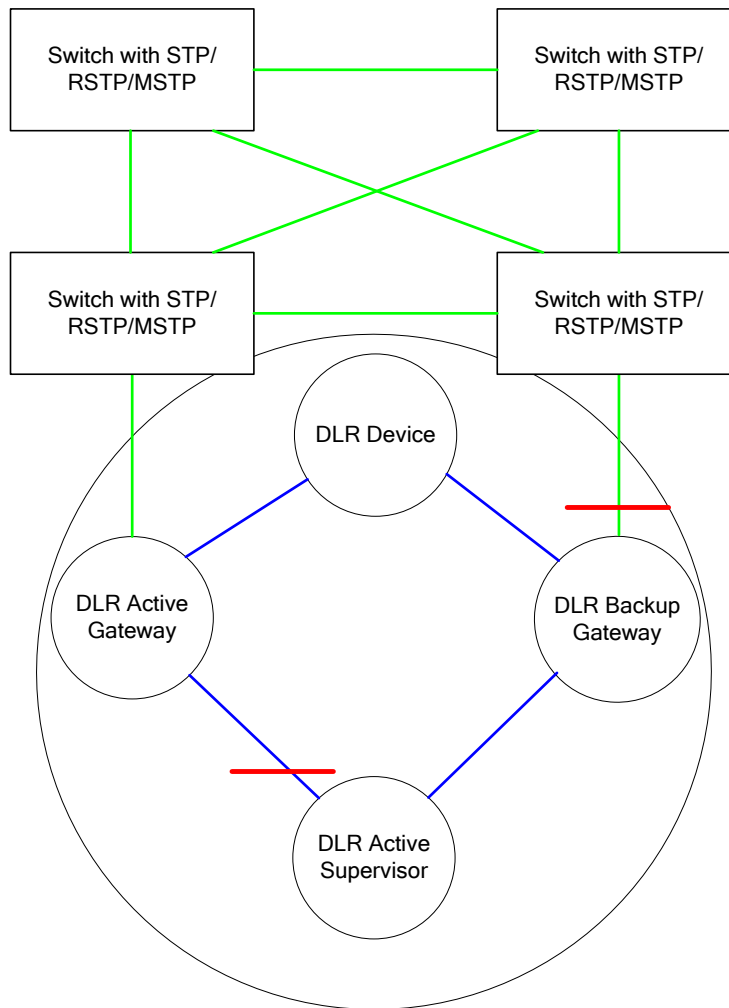 Switch with STP/
RSTP/MSTP
Switch with STP/
RSTP/MSTP
Switch with STP/
RSTP/MSTP
Switch with STP/
RSTP/MSTP
DLR Device
DLR Active
Gateway
DLR Backup
Gateway
DLR Active
Supervisor